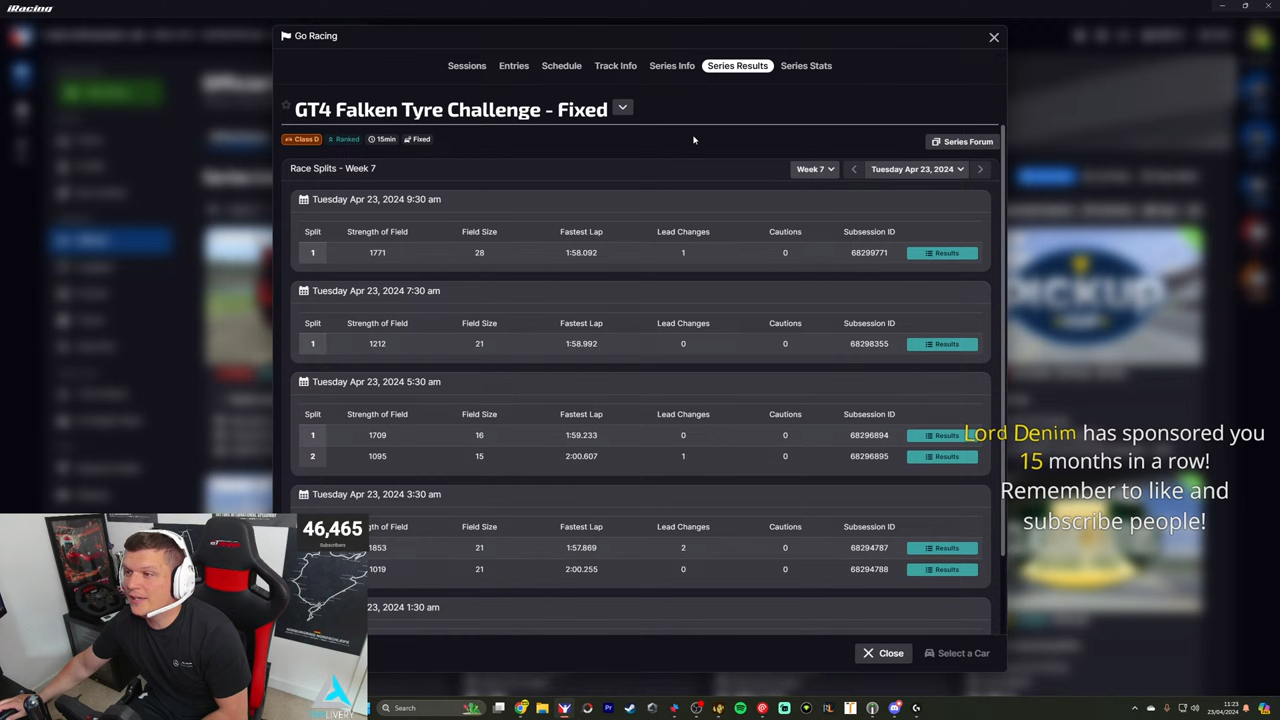 iRacing
Go Racing
Sessions Entries Schedule Track Info Series Info Series Results Series Stats
GT4 Falken Tyre Challenge - Fixed
Class D Ranked 15min Fixed
Series Forum
Race Splits - Week 7
Week 7 Tuesday Apr 23, 2024
Tuesday Apr 23, 2024 9:30 am
Split Strength of Field Field Size Fastest Lap Lead Changes Cautions Subsession ID
1 1771 28 1:58.092 1 0 68299771 Results
Tuesday Apr 23, 2024 7:30 am
Split Strength of Field Field Size Fastest Lap Lead Changes Cautions Subsession ID
1 1212 21 1:58.992 0 0 68298355 Results
Tuesday Apr 23, 2024 5:30 am
Split Strength of Field Field Size Fastest Lap Lead Changes Cautions Subsession ID
1 1709 16 1:59.233 0 0 68296894 Results
2 1095 15 2:00.607 1 0 68296895 Results
Lord Denim has sponsored you
15 months in a row!
Remember to like and
subscribe people!
Tuesday Apr 23, 2024 3:30 am
of Field Field Size Fastest Lap Lead Changes Cautions Subsession ID
1853 21 1:57.869 2 0 68294787 Results
1019 21 2:00.255 0 0 68294788 Results
23, 2024 1:30 am
46,465
Subscribers
Close Select a Car
Search
11:23
23/04/2024